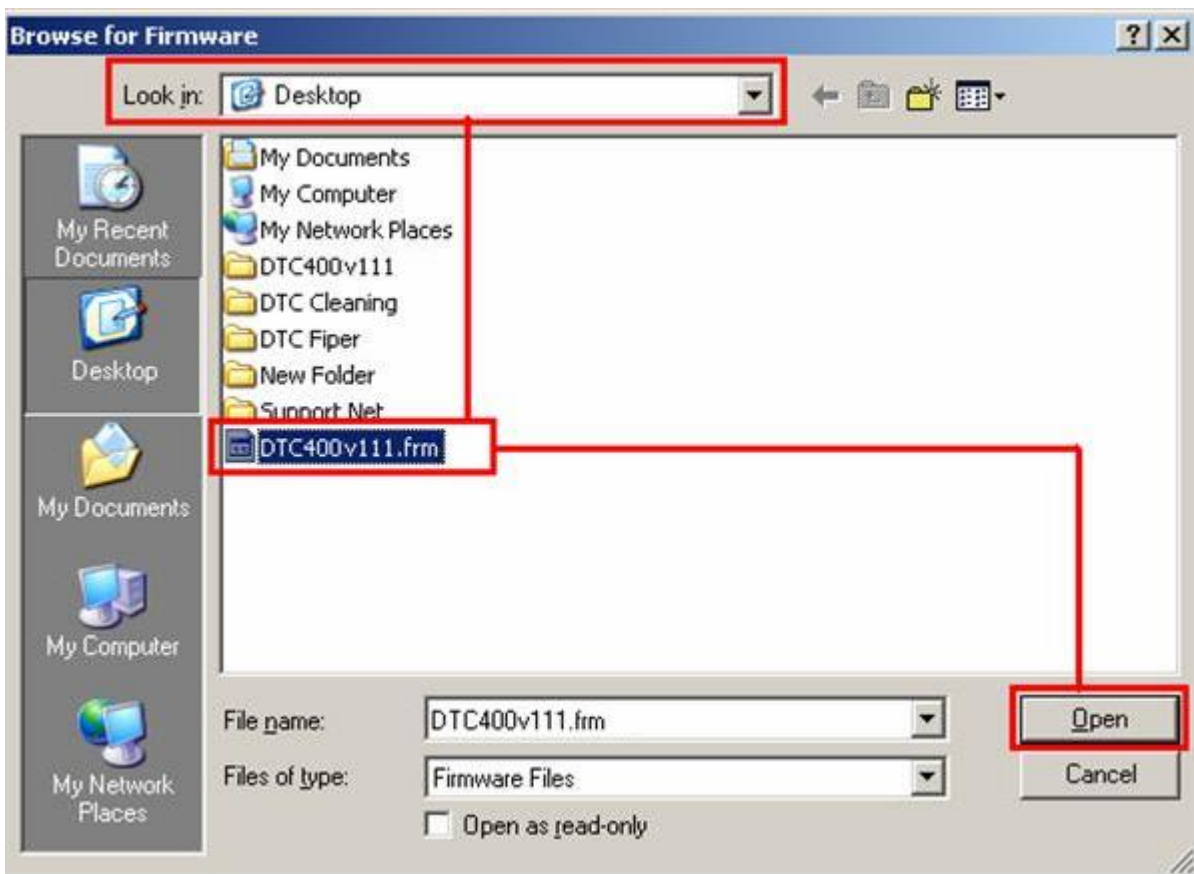 Browse for Firmware
Look in: Desktop
My Recent
Documents
Desktop
My Documents
My Computer
My Network
Places
My Documents
My Computer
My Network Places
DTC400v111
DTC Cleaning
DTC Fiper
New Folder
Support Net
DTC400v111.frm
File name: DTC400v111.frm
Open
Files of type: Firmware Files
Cancel
Open as read-only